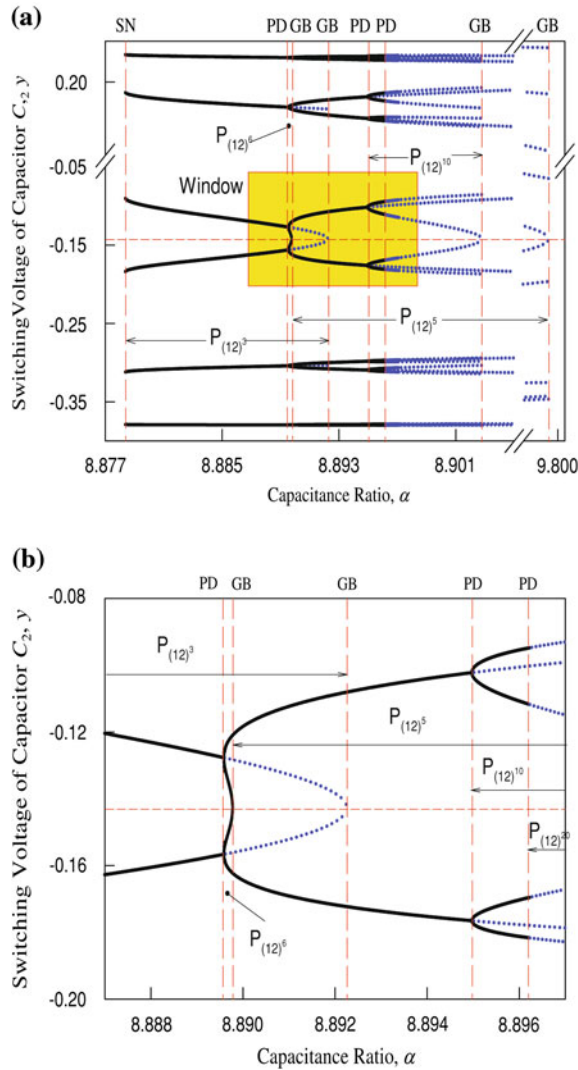 (a)
SN PD GB GB PD PD GB GB
Switching Voltage of Capacitor C,2 y
0.20
-0.05
-0.15
-0.25
-0.35
P(12)6
P(12)10
Window
P(12)5
P(12)3
8.877 8.885 8.893 8.901 9.800
Capacitance Ratio, α
(b)
PD GB GB PD PD
Switching Voltage of Capacitor C2, y
-0.08
-0.12
-0.16
-0.20
P(12)3
P(12)5
P(12)10
P(12)20
P(12)6
8.888 8.890 8.892 8.894 8.896
Capacitance Ratio, α